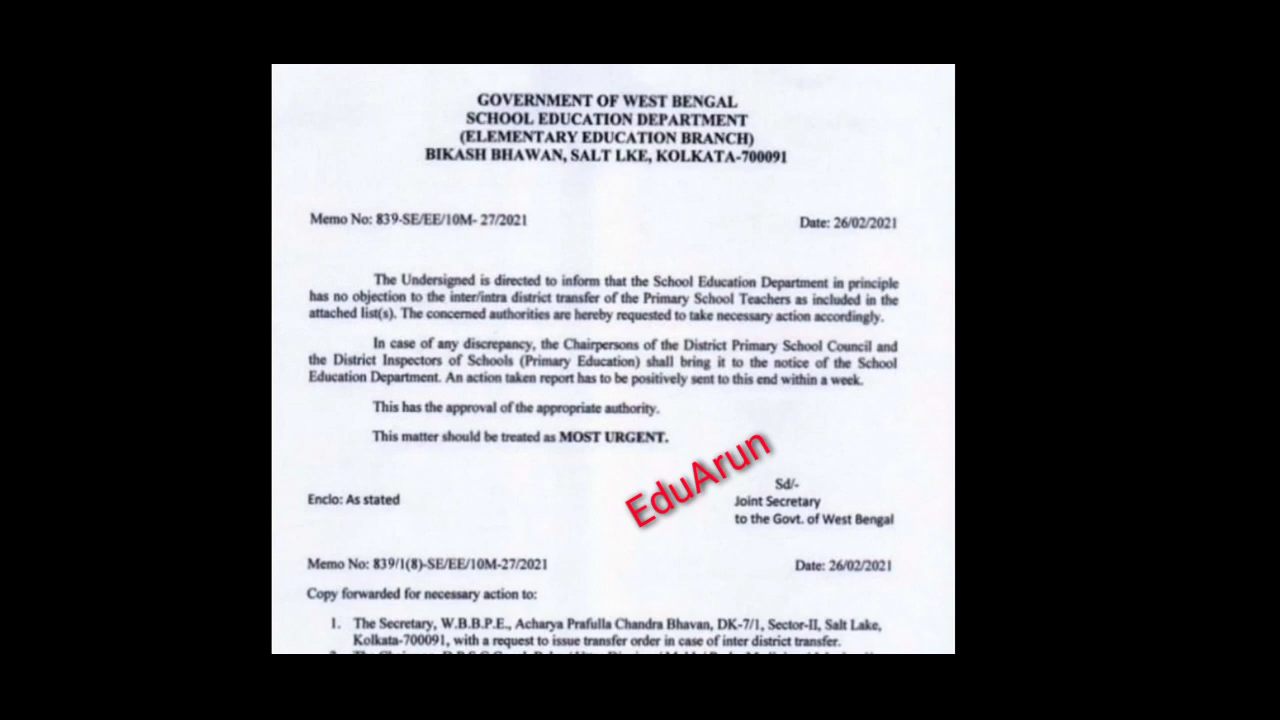 GOVERNMENT OF WEST BENGAL
SCHOOL EDUCATION DEPARTMENT
(ELEMENTARY EDUCATION BRANCH)
BIKASH BHAWAN, SALT LKE, KOLKATA-700091
Memo No: 839-SE/EE/10M- 27/2021 Date: 26/02/2021
The Undersigned is directed to inform that the School Education Department in principle
has no objection to the inter/intra district transfer of the Primary School Teachers as included in the
attached list(s). The concerned authorities are hereby requested to take necessary action accordingly.
In case of any discrepancy, the Chairpersons of the District Primary School Council and
the District Inspectors of Schools (Primary Education) shall bring it to the notice of the School
Education Department. An action taken report has to be positively sent to this end within a week.
This has the approval of the appropriate authority.
This matter should be treated as MOST URGENT.
EduArun
Sd/-
Enclo: As stated Joint Secretary
to the Govt. of West Bengal
Memo No: 839/1(8)-SE/EE/10M-27/2021 Date: 26/02/2021
Copy forwarded for necessary action to:
1. The Secretary, W.B.B.P.E., Acharya Prafulla Chandra Bhavan, DK-7/1, Sector-II, Salt Lake,
Kolkata-700091, with a request to issue transfer order in case of inter district transfer.